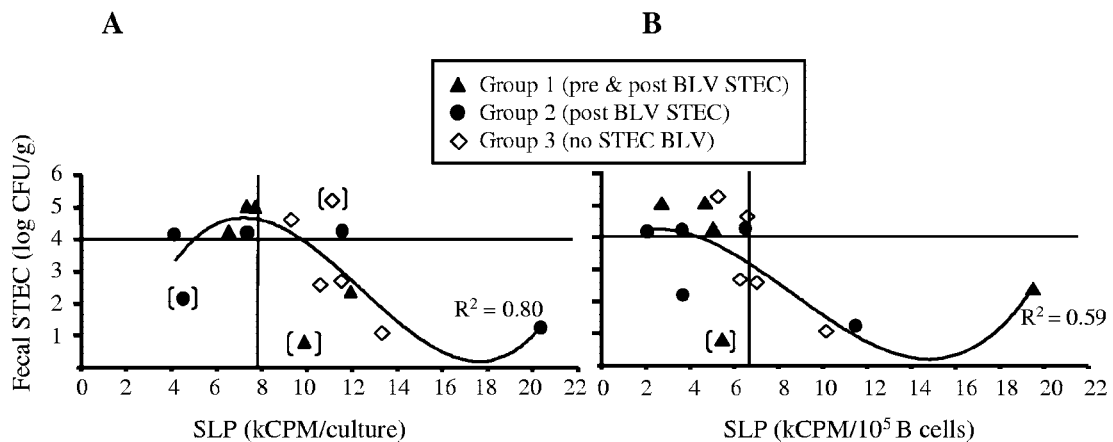 A
B
Group 1 (pre & post BLV STEC)
Group 2 (post BLV STEC)
Group 3 (no STEC BLV)
Fecal STEC (log CFU/g)
6
5
4
3
2
1
[ ]
[ ]
[ ]
R² = 0.80
0 2 4 6 8 10 12 14 16 18 20 22
SLP (kCPM/culture)
[ ]
R² = 0.59
0 2 4 6 8 10 12 14 16 18 20 22
SLP (kCPM/10⁵ B cells)